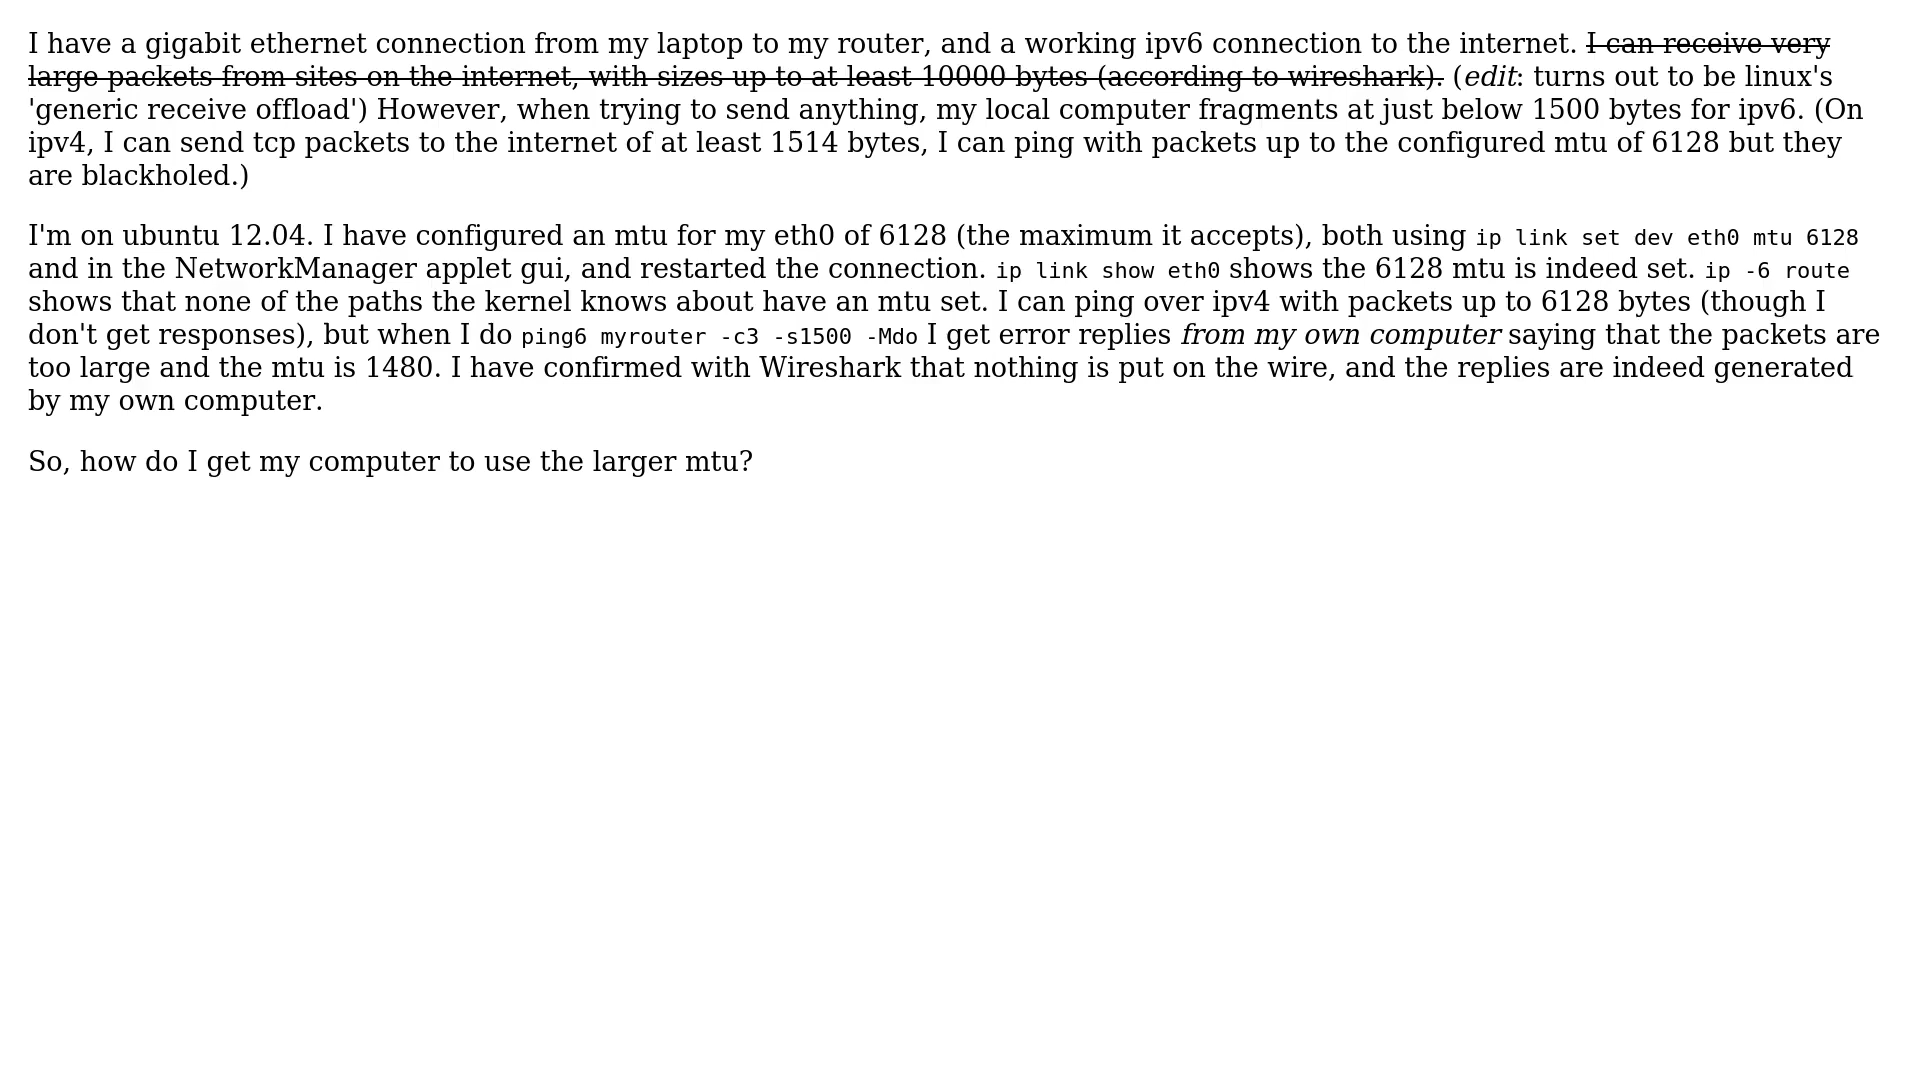 I have a gigabit ethernet connection from my laptop to my router, and a working ipv6 connection to the internet. I can receive very
large packets from sites on the internet, with sizes up to at least 10000 bytes (according to wireshark). (edit: turns out to be linux's
'generic receive offload') However, when trying to send anything, my local computer fragments at just below 1500 bytes for ipv6. (On
ipv4, I can send tcp packets to the internet of at least 1514 bytes, I can ping with packets up to the configured mtu of 6128 but they
are blackholed.)
I'm on ubuntu 12.04. I have configured an mtu for my eth0 of 6128 (the maximum it accepts), both using ip link set dev eth0 mtu 6128
and in the NetworkManager applet gui, and restarted the connection. ip link show eth0 shows the 6128 mtu is indeed set. ip -6 route
shows that none of the paths the kernel knows about have an mtu set. I can ping over ipv4 with packets up to 6128 bytes (though I
don't get responses), but when I do ping6 myrouter -c3 -s1500 -Mdo I get error replies from my own computer saying that the packets are
too large and the mtu is 1480. I have confirmed with Wireshark that nothing is put on the wire, and the replies are indeed generated
by my own computer.
So, how do I get my computer to use the larger mtu?